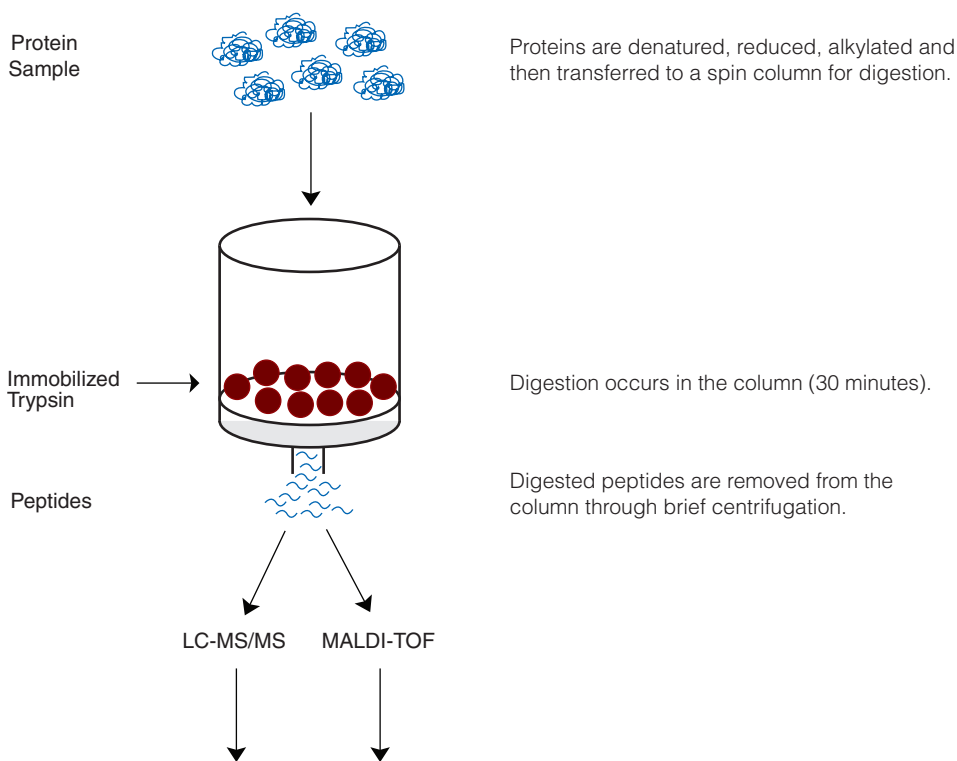 Protein
Sample
Proteins are denatured, reduced, alkylated and
then transferred to a spin column for digestion.
Immobilized
Trypsin
Digestion occurs in the column (30 minutes).
Peptides
Digested peptides are removed from the
column through brief centrifugation.
LC-MS/MS
MALDI-TOF